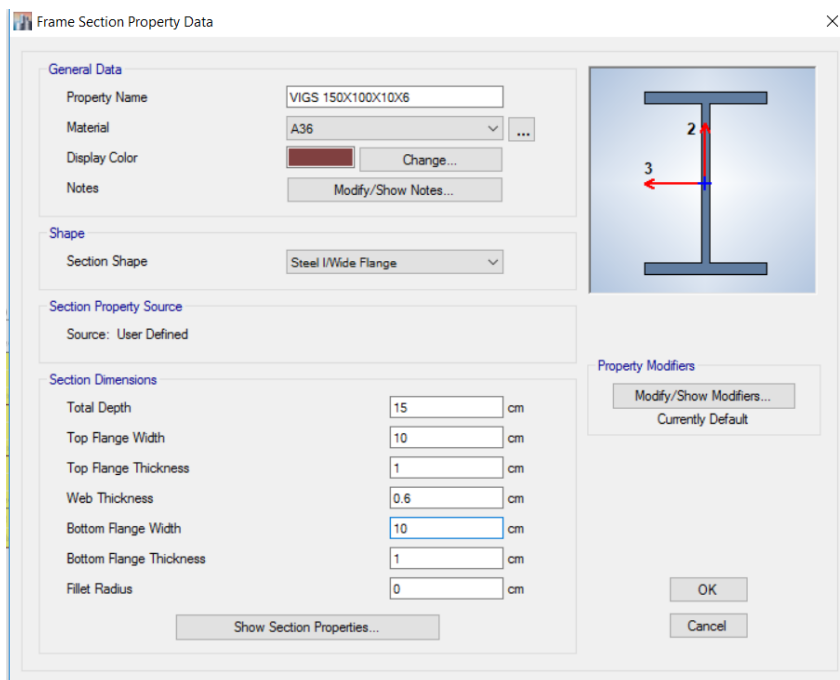 Frame Section Property Data
General Data
Property Name VIGS 150X100X10X6
Material A36 ...
Display Color Change...
Notes Modify/Show Notes...
Shape
Section Shape Steel I/Wide Flange
Section Property Source
Source: User Defined
Section Dimensions
Total Depth 15 cm
Top Flange Width 10 cm
Top Flange Thickness 1 cm
Web Thickness 0.6 cm
Bottom Flange Width 10 cm
Bottom Flange Thickness 1 cm
Fillet Radius 0 cm
Show Section Properties...
2
3
Property Modifiers
Modify/Show Modifiers...
Currently Default
OK
Cancel